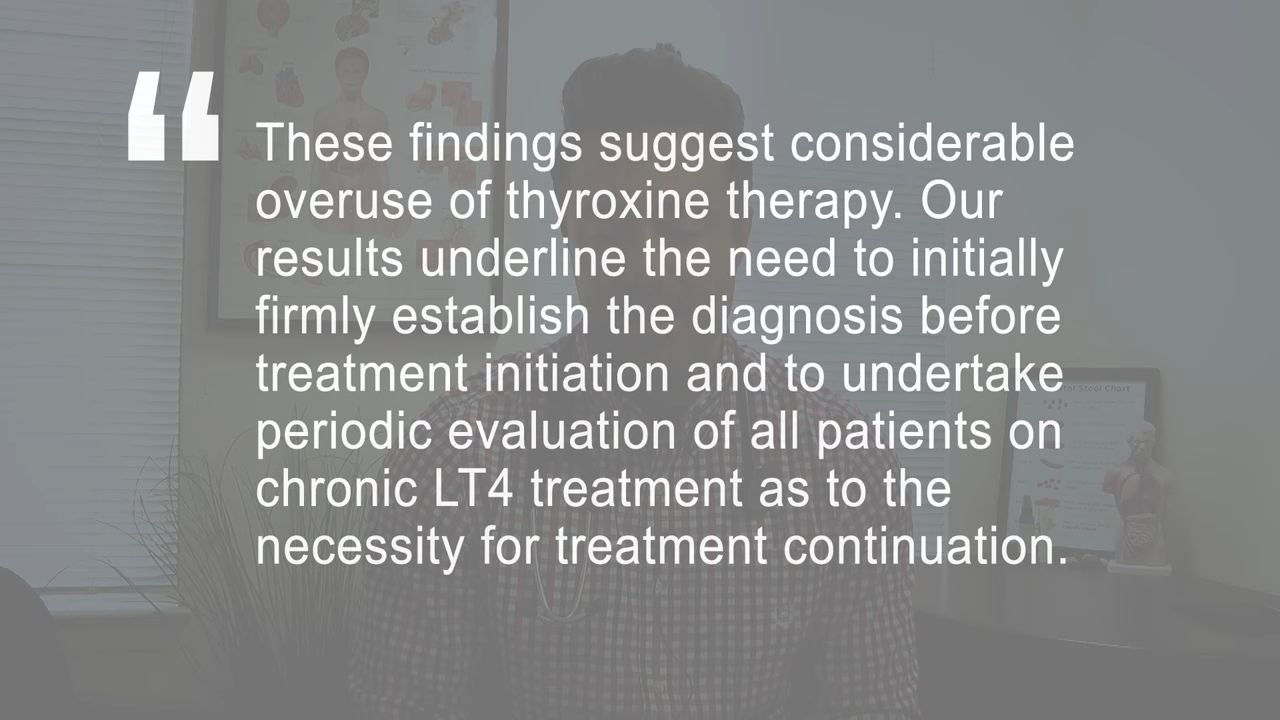 “
These findings suggest considerable
overuse of thyroxine therapy. Our
results underline the need to initially
firmly establish the diagnosis before
treatment initiation and to undertake
periodic evaluation of all patients on
chronic LT4 treatment as to the
necessity for treatment continuation.
Stool Chart